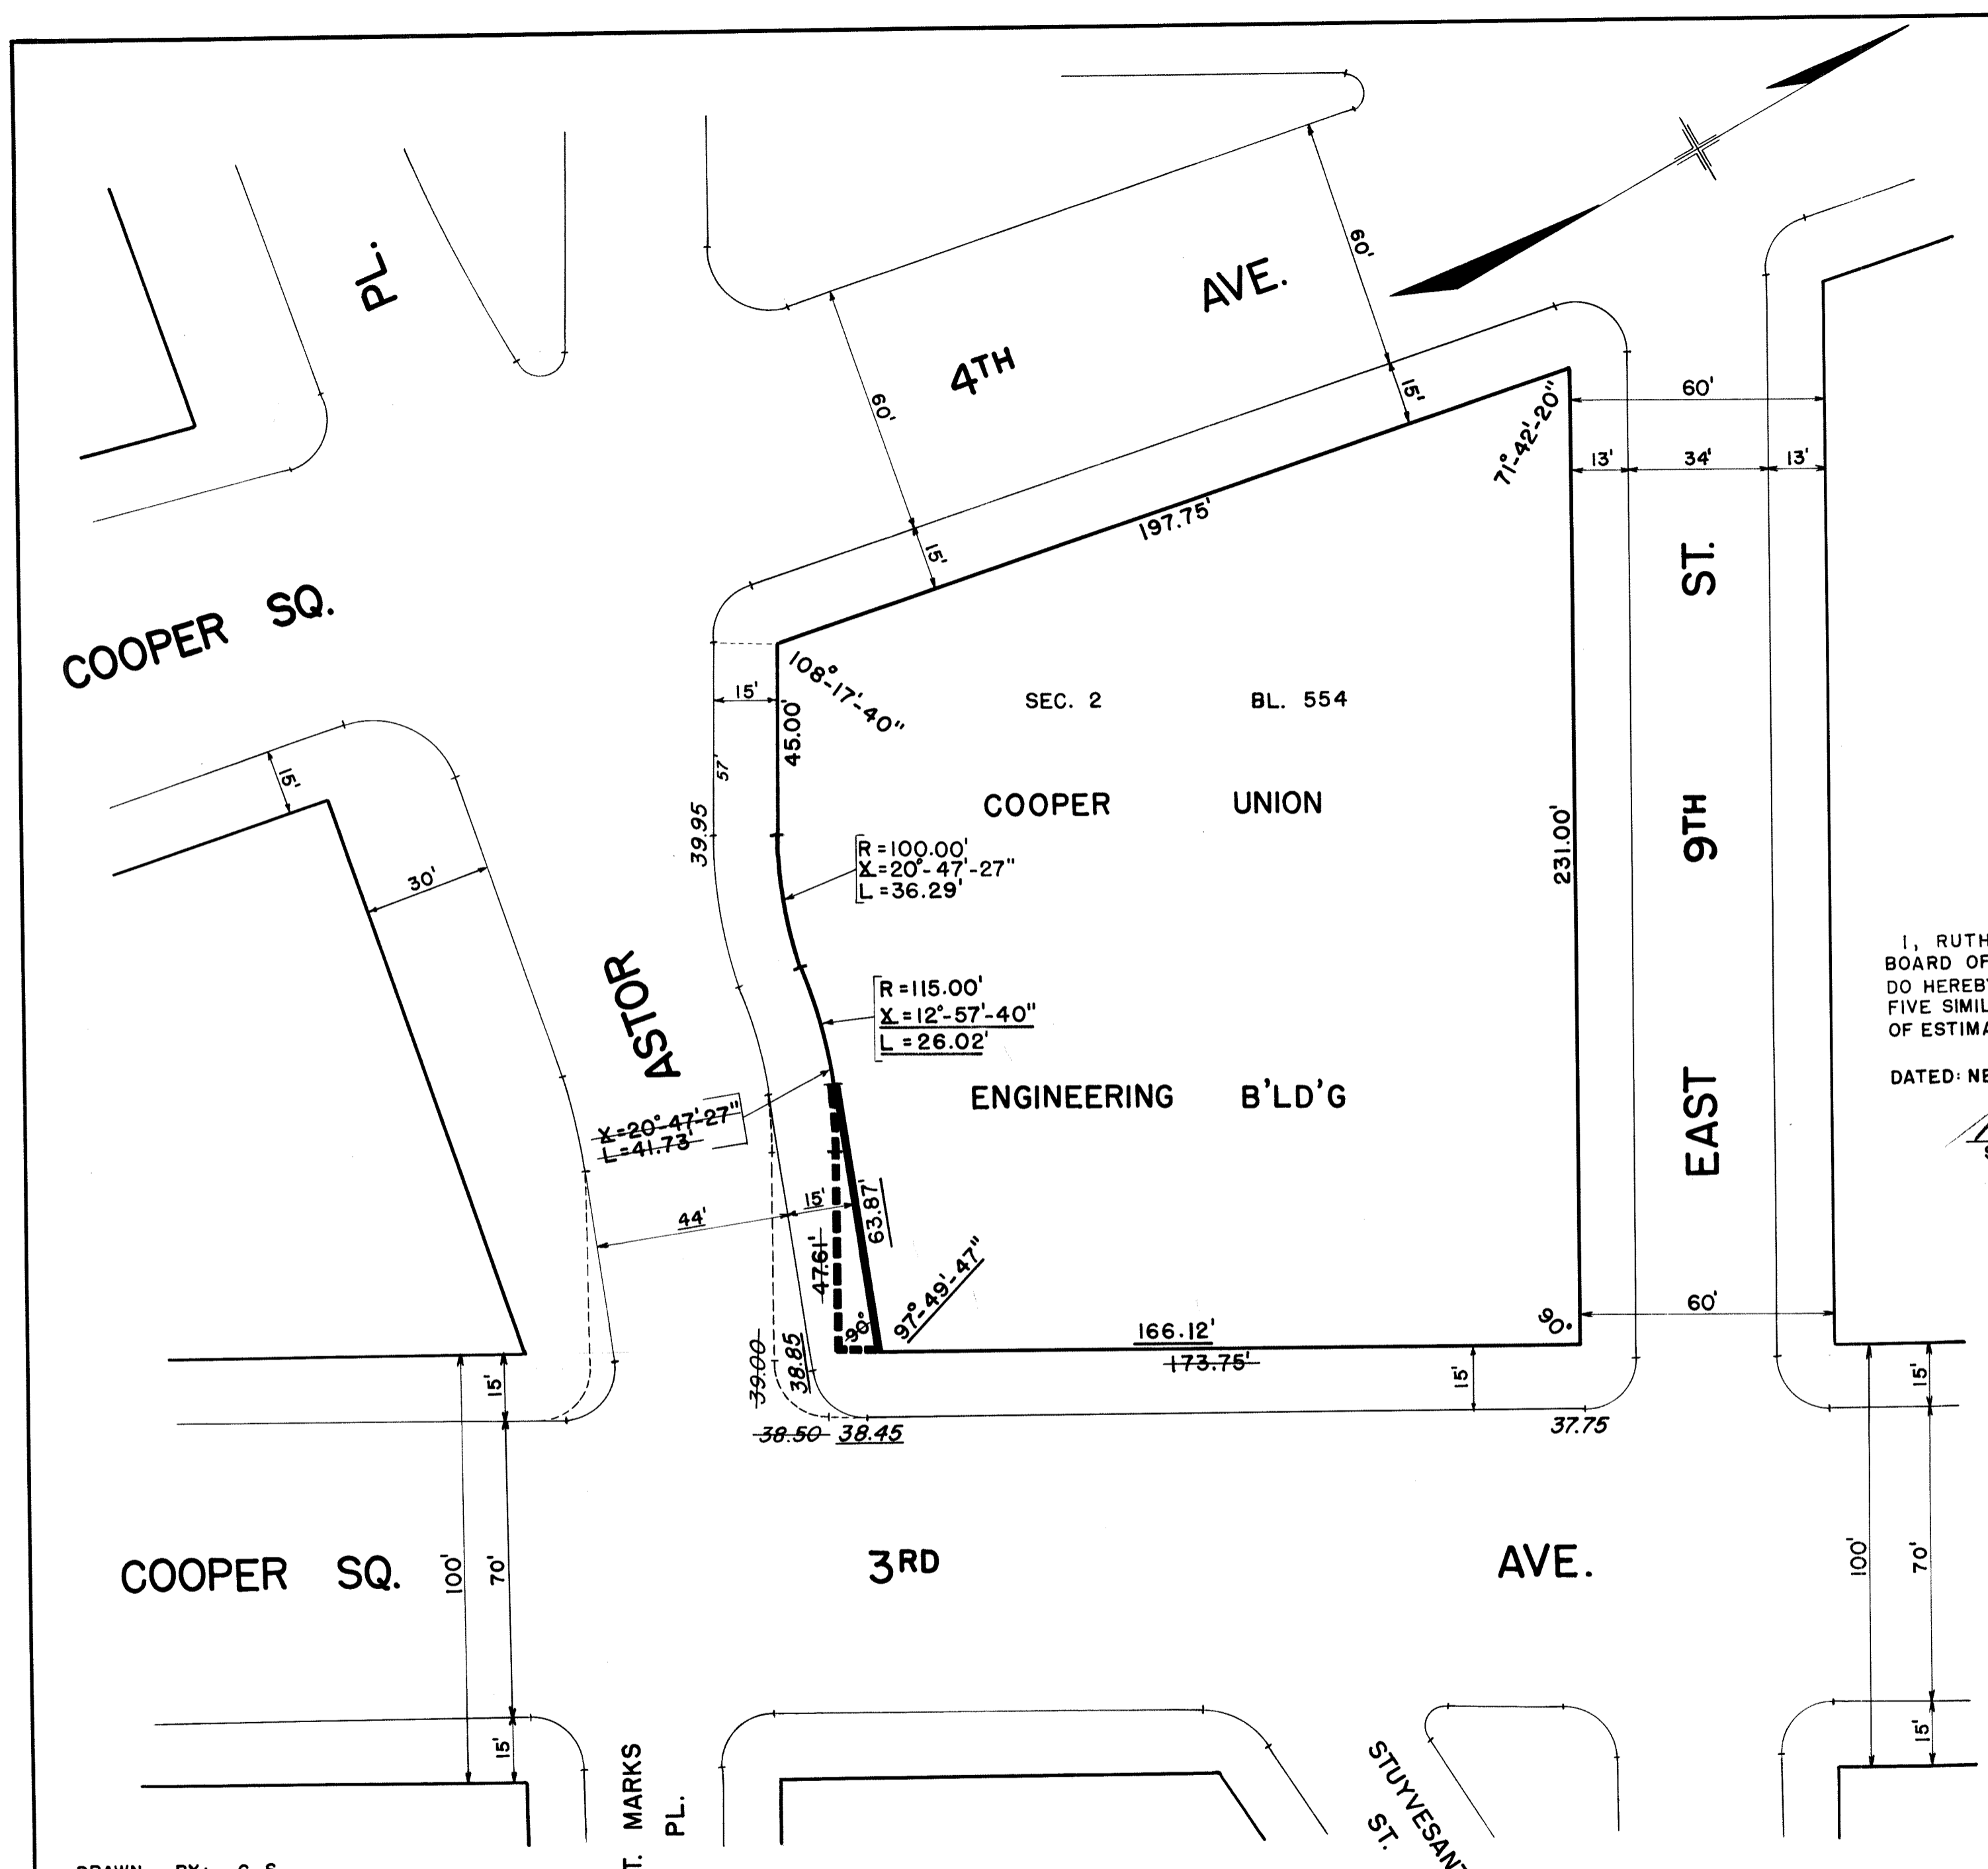 PL.
COOPER SQ.
4TH AVE.
60'
60'
15'
15'
197.75'
71°-42'-20"
60'
13'
34'
13'
108°-17'-40"
15'
45.00'
57'
39.95
SEC. 2 BL. 554
COOPER UNION
ENGINEERING B'LD'G
R=100.00'
X=20°-47'-27"
L=36.29'
R=115.00'
X=12°-57'-40"
L=26.02'
X=20°-47'-27"
L=41.73'
231.00'
EAST 9TH ST.
15'
30'
ASTOR
44'
15'
63.87'
47.61'
97°-49'-47"
90°
90°
60'
166.12'
173.75'
39.00
38.85
38.50
38.45
37.75
15'
15'
15'
100'
70'
15'
100'
70'
15'
COOPER SQ.
3RD AVE.
MARKS
PL.
STUYVESANT
ST.
I, RUTH
BOARD OF
DO HEREB
FIVE SIMIL
OF ESTIMA
DATED: NE
DRAWN BY: C.S.